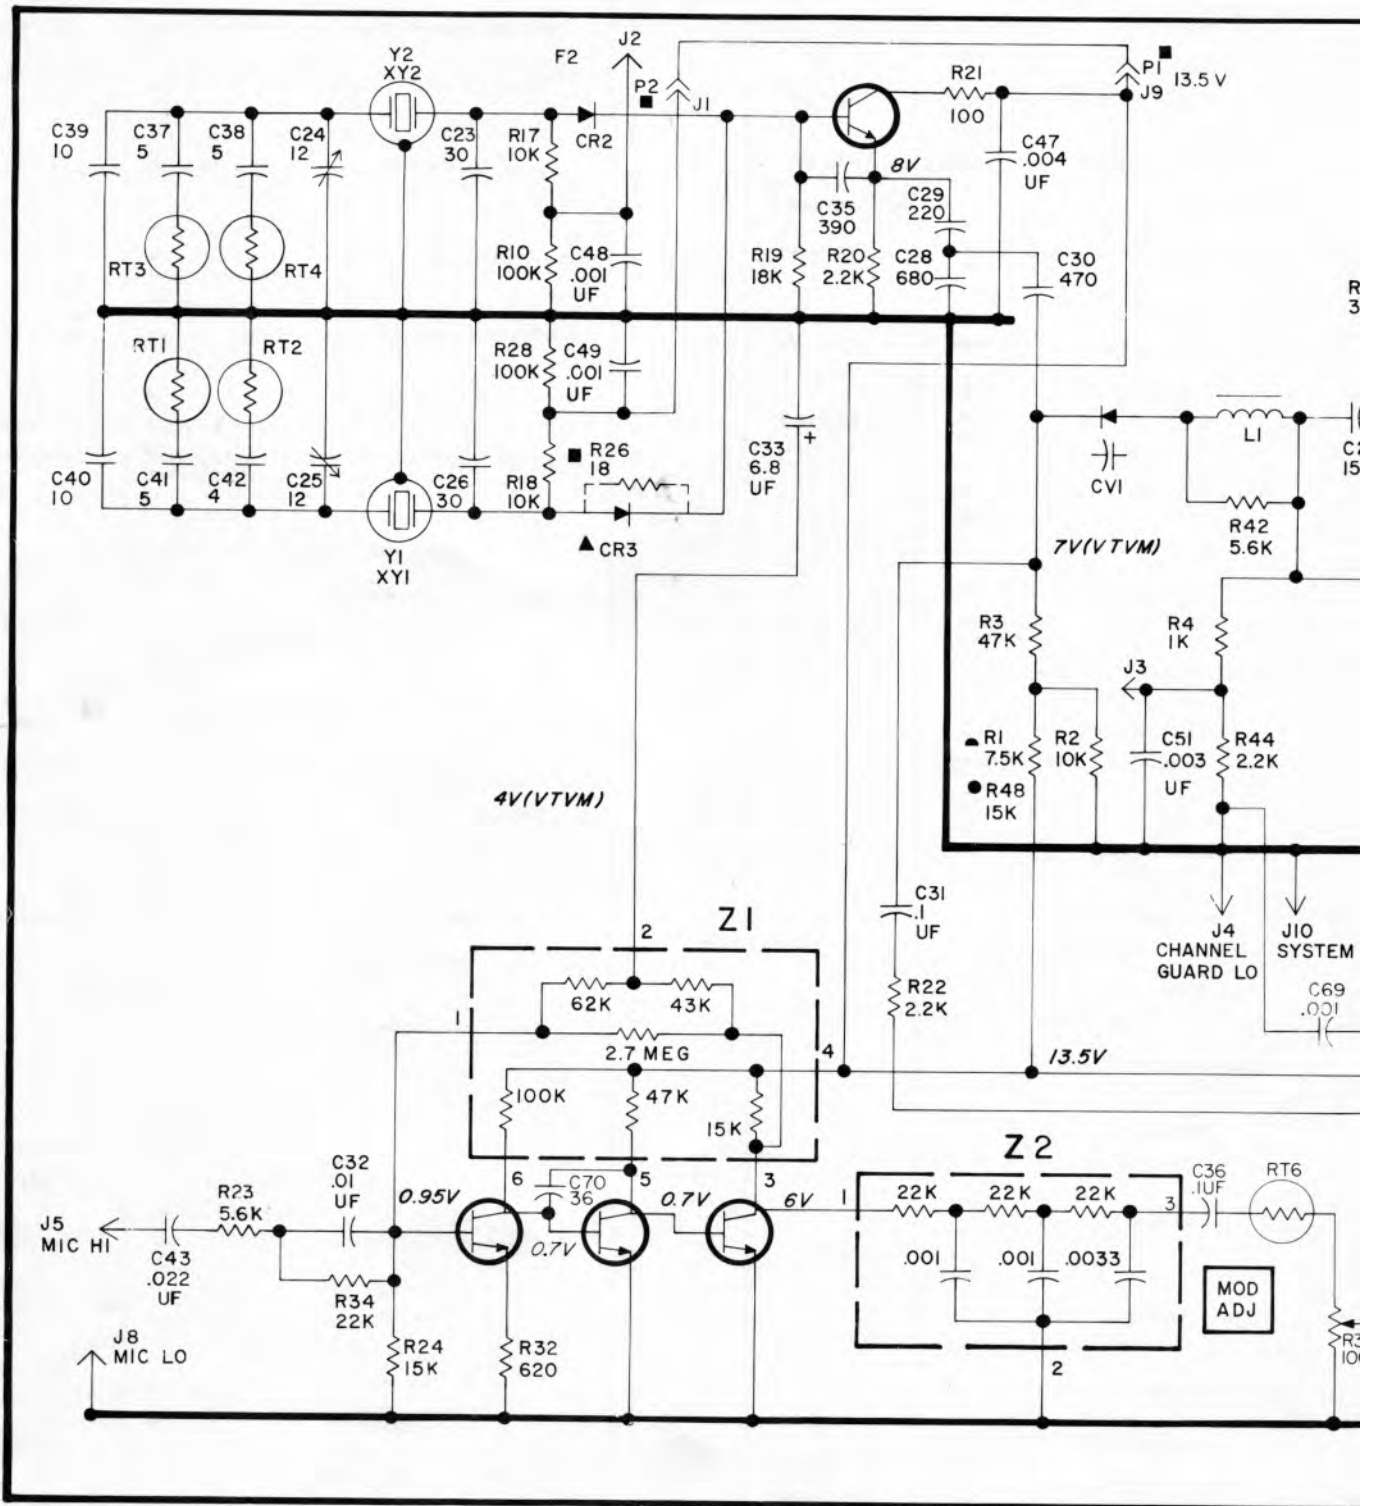 Y2
XY2
F2
J2
P2 ■
J1
R21
100
P1 ■
13.5 V
J9
C39
10
C37
5
C38
5
C24
12
C23
30
R17
10K
CR2
C47
.004
UF
8V
C35
390
C29
220
RT3
RT4
R10
100K
C48
.001
UF
R19
18K
R20
2.2K
C28
680
C30
470
R
3
RT1
RT2
R28
100K
C49
.001
UF
C40
10
C41
5
C42
4
C25
12
C26
30
R18
10K
■ R26
18
▲ CR3
C33
6.8
UF
+
CV1
L1
C2
15
R42
5.6K
Y1
XY1
7V(VTVM)
R3
47K
R4
1K
J3
R1
7.5K
● R48
15K
R2
10K
C51
.003
UF
R44
2.2K
4V(VTVM)
C31
.1
UF
J4
CHANNEL
GUARD LO
J10
SYSTEM
Z1
2
62K
43K
R22
2.2K
C69
.001
1
2.7 MEG
4
13.5V
100K
47K
15K
Z2
C32
.01
UF
6
C70
36
5
3
0.95V
0.7V
6V
0.7V
1
22K
22K
22K
3
C36
.1UF
RT6
J5
MIC HI
R23
5.6K
C43
.022
UF
R34
22K
.001
.001
.0033
MOD
ADJ
J8
MIC LO
R24
15K
R32
620
2
R3
100